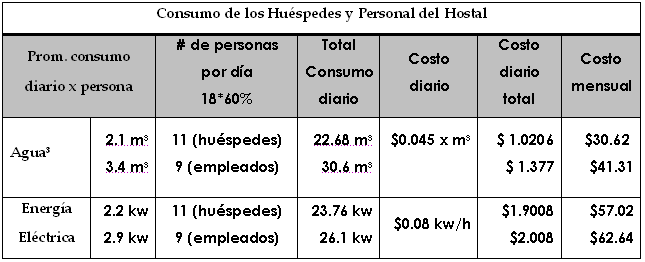 Consumo de los Huéspedes y Personal del Hostal
Prom. consumo diario x persona # de personas por día 18*60% Total Consumo diario Costo diario Costo diario total Costo mensual
Agua³ 2.1 m³ 11 (huéspedes) 22.68 m³ $0.045 x m³ $ 1.0206 $30.62
3.4 m³ 9 (empleados) 30.6 m³ $ 1.377 $41.31
Energía 2.2 kw 11 (huéspedes) 23.76 kw $0.08 kw/h $1.9008 $57.02
Eléctrica 2.9 kw 9 (empleados) 26.1 kw $2.008 $62.64